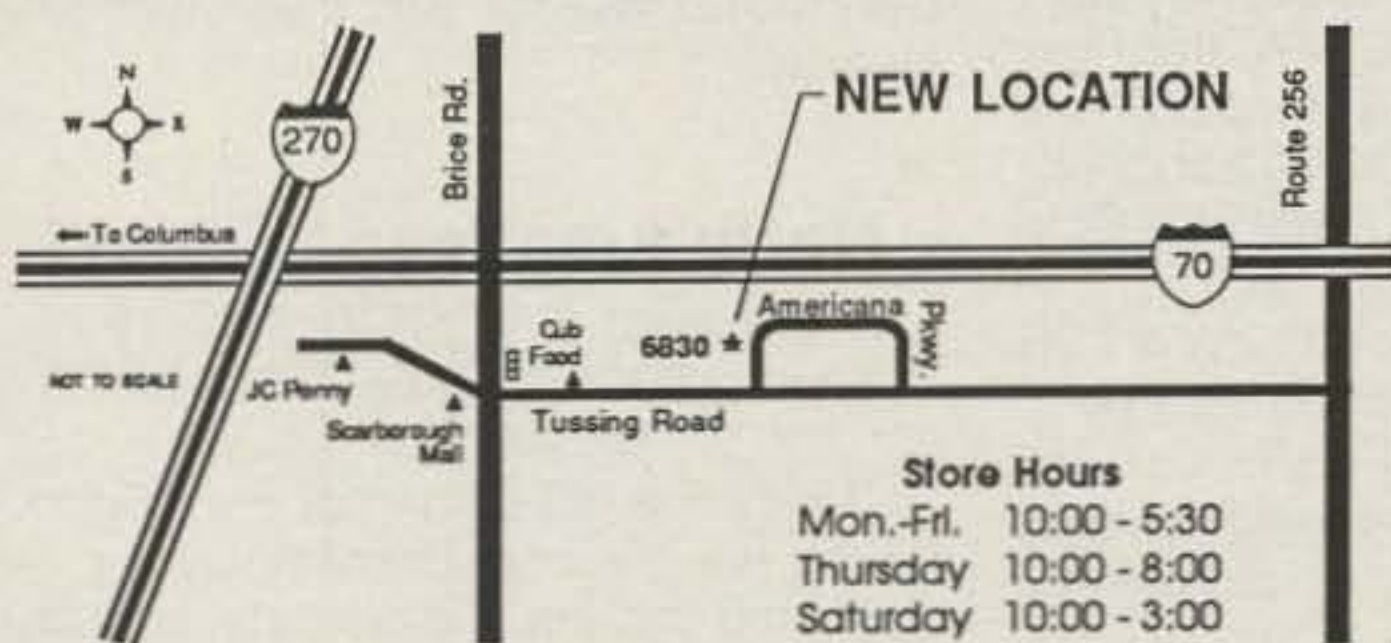 N
W
S
270
Brice Rd.
NEW LOCATION
Route 256
←To Columbus
70
Americana
Pkwy.
Cub
Food
6830
NOT TO SCALE
JC Penny
Scarborough
Mall
Tussing Road
Store Hours
Mon.-Fri. 10:00 - 5:30
Thursday 10:00 - 8:00
Saturday 10:00 - 3:00